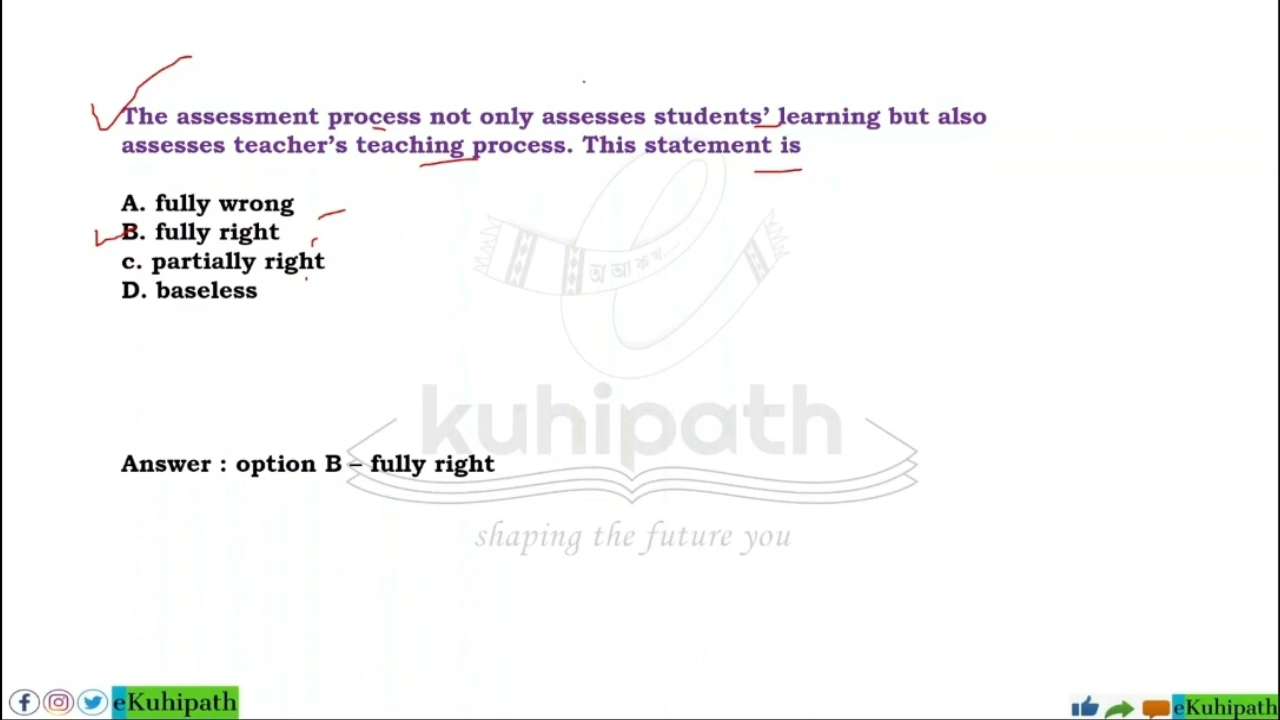 The assessment process not only assesses students’ learning but also
assesses teacher’s teaching process. This statement is
A. fully wrong
B. fully right
c. partially right
D. baseless
অ আ ক খ....
kuhipath
Answer : option B – fully right
shaping the future you
eKuhipath
eKuhipath